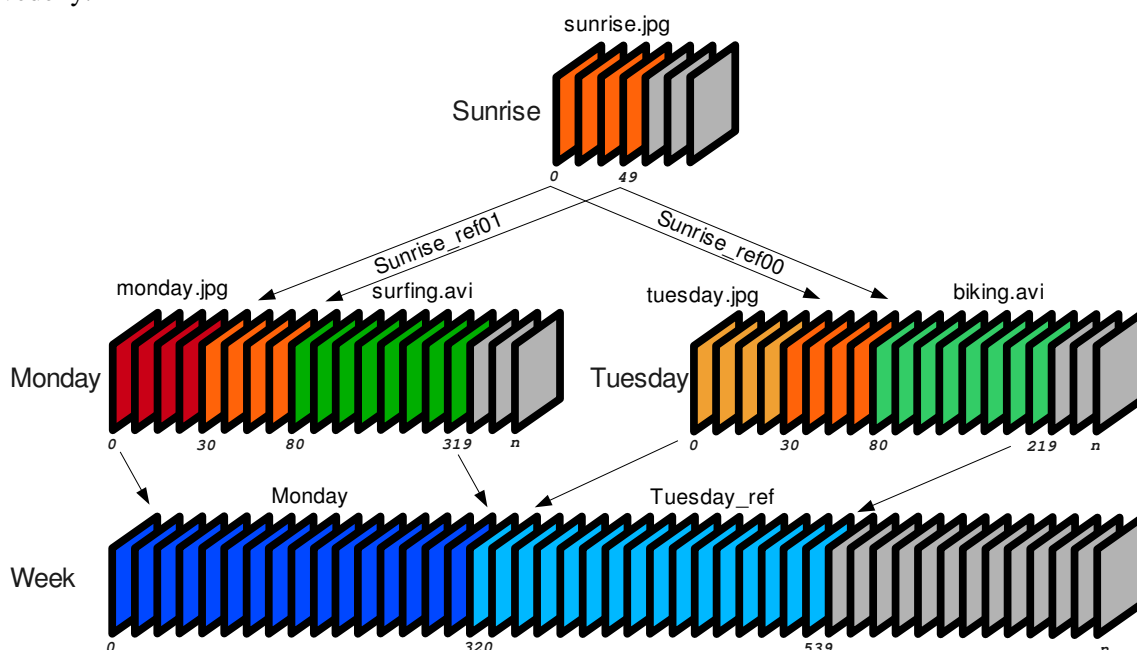 sunrise.jpg
Sunrise
0 49
Sunrise_ref01
Sunrise_ref00
monday.jpg surfing.avi
tuesday.jpg biking.avi
Monday
Tuesday
0 30 80 319 n
0 30 80 219 n
Monday Tuesday_ref
Week
0 320 539 n